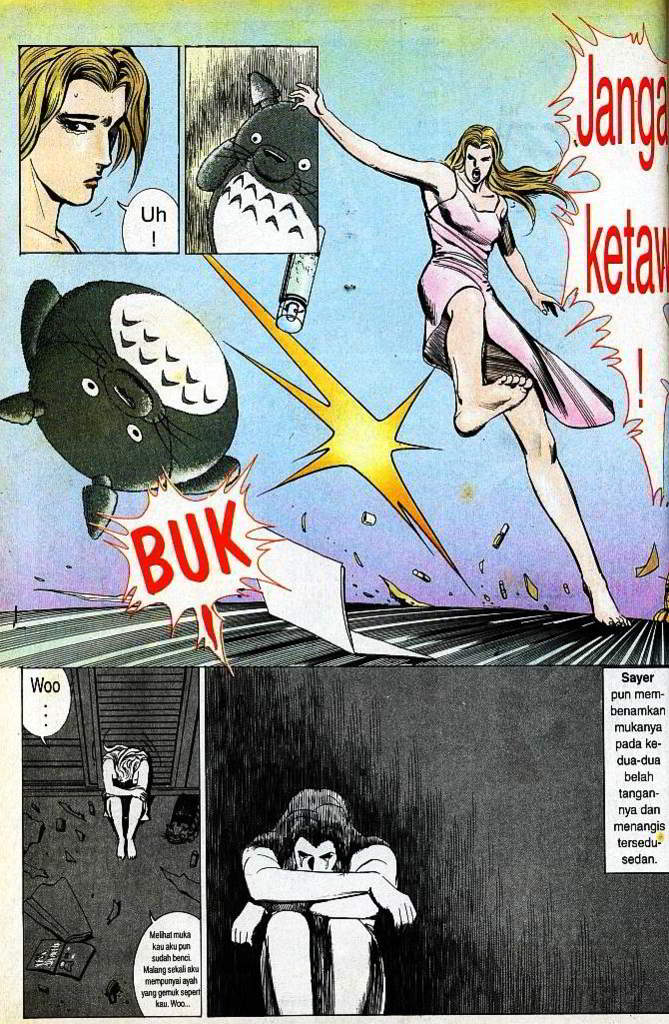 Uh
!
Janga
ketaw
!
BUK
!
Woo
...
Sayer
pun mem-
benamkan
mukanya
pada ke-
dua-dua
belah
tangan-
nya dan
menangis
tersedu-
sedan.
Melihat muka
kau aku pun
sudah benci.
Malang sekali aku
mempunyai ayah
yang gemuk seperi
kau. Woo...